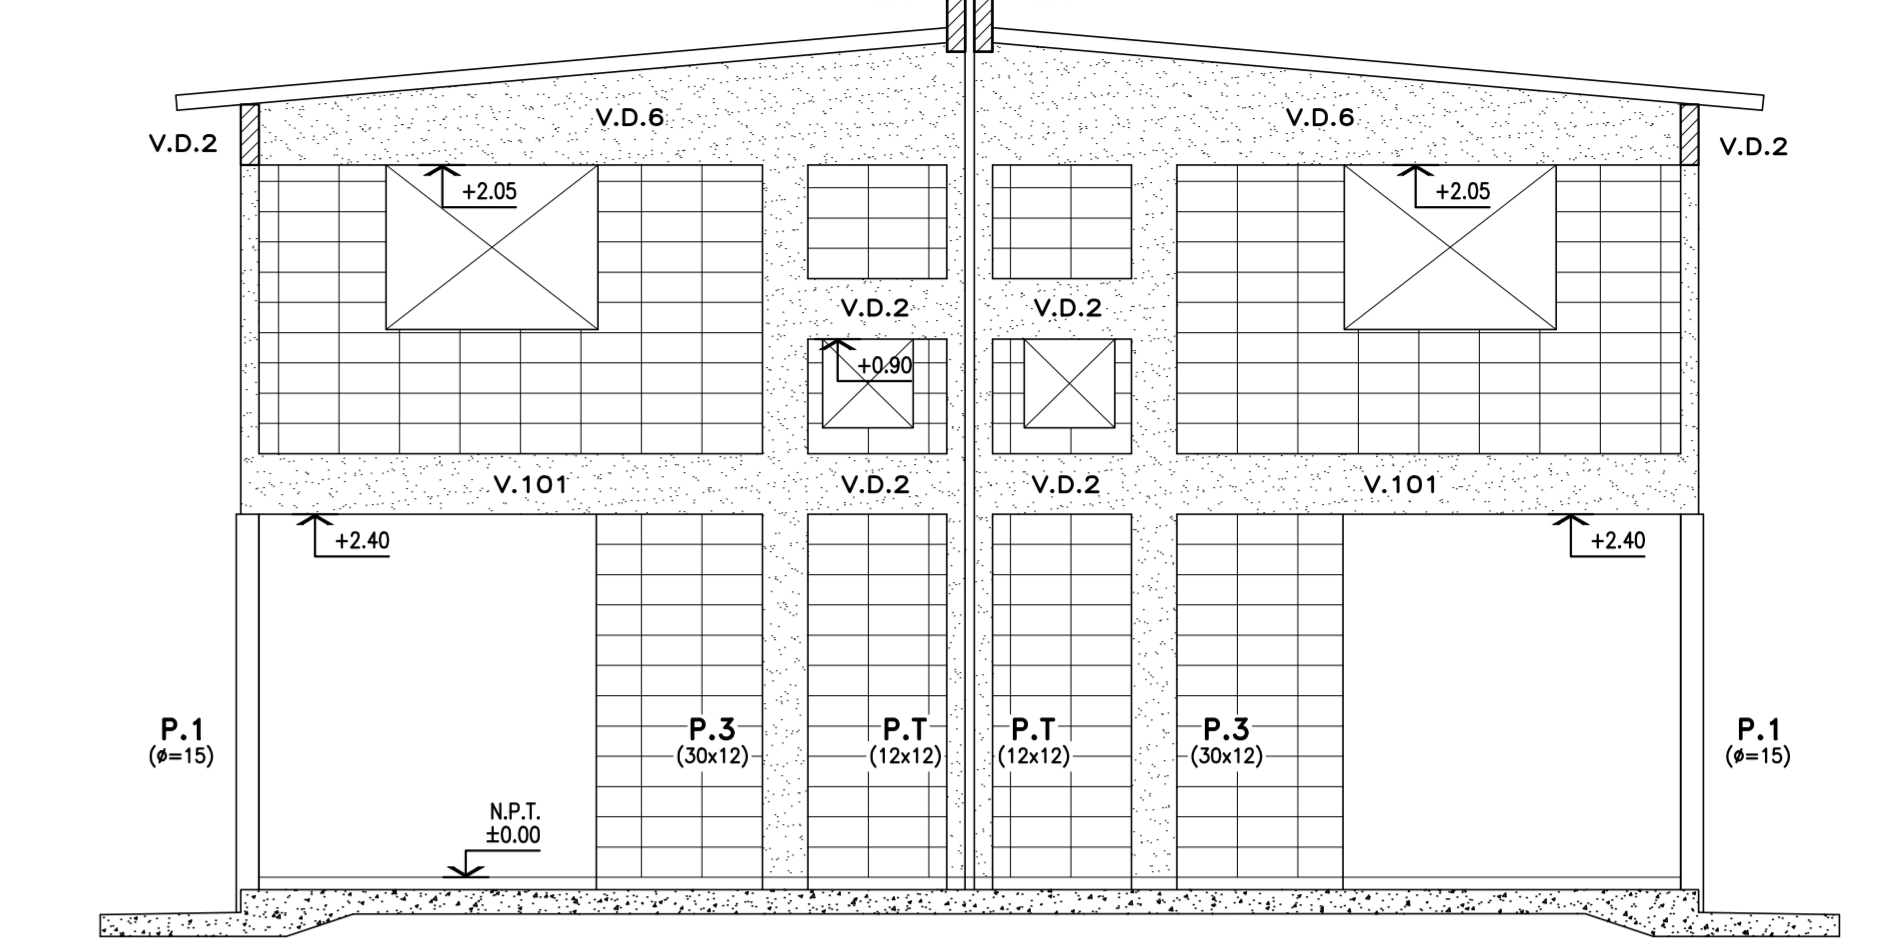 V.D.6
V.D.6
V.D.2
V.D.2
+2.05
+2.05
V.D.2
V.D.2
+0.90
V.101
V.D.2
V.D.2
V.101
+2.40
+2.40
P.1
(ø=15)
P.3
(30x12)
P.T
(12x12)
P.T
(12x12)
P.3
(30x12)
P.1
(ø=15)
N.P.T.
±0.00